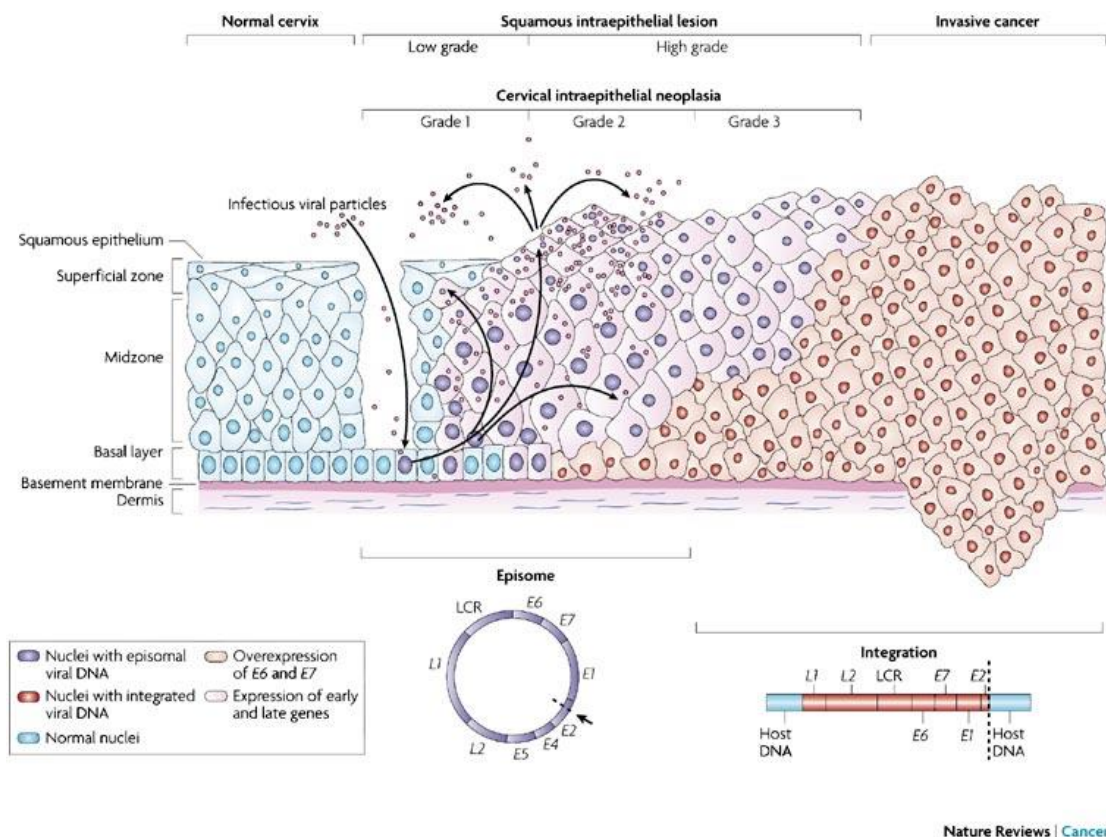 Normal cervix
Squamous intraepithelial lesion
Invasive cancer
Low grade
High grade
Cervical intraepithelial neoplasia
Grade 1
Grade 2
Grade 3
Infectious viral particles
Squamous epithelium
Superficial zone
Midzone
Basal layer
Basement membrane
Dermis
Episome
LCR
E6
E7
L1
E1
E2
E4
E5
L2
Nuclei with episomal
viral DNA
Nuclei with integrated
viral DNA
Normal nuclei
Overexpression
of E6 and E7
Expression of early
and late genes
Integration
L1
L2
LCR
E7
E2
Host
DNA
E6
E1
Host
DNA
Nature Reviews | Cancer